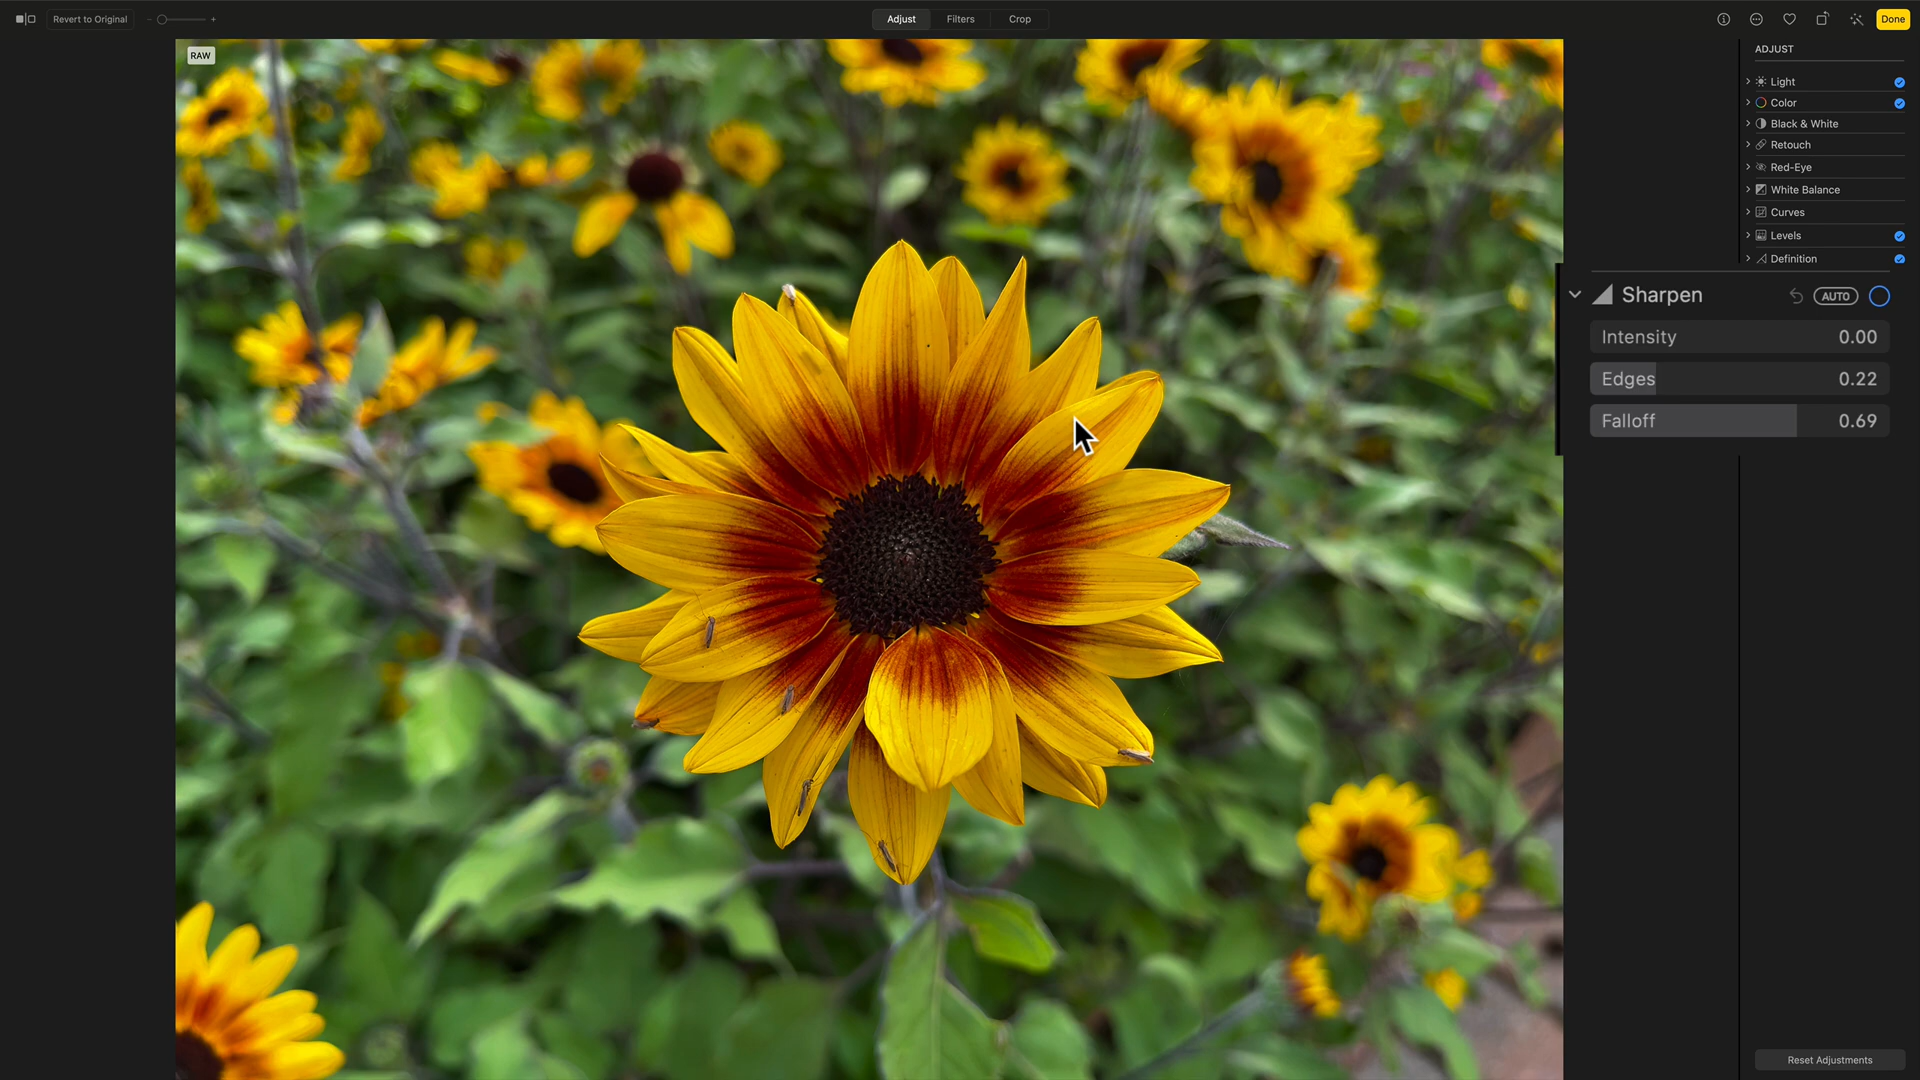 Revert to Original
Adjust
Filters
Crop
Done
RAW
ADJUST
Light
Color
Black & White
Retouch
Red-Eye
White Balance
Curves
Levels
Definition
Sharpen AUTO
Intensity 0.00
Edges 0.22
Falloff 0.69
Reset Adjustments